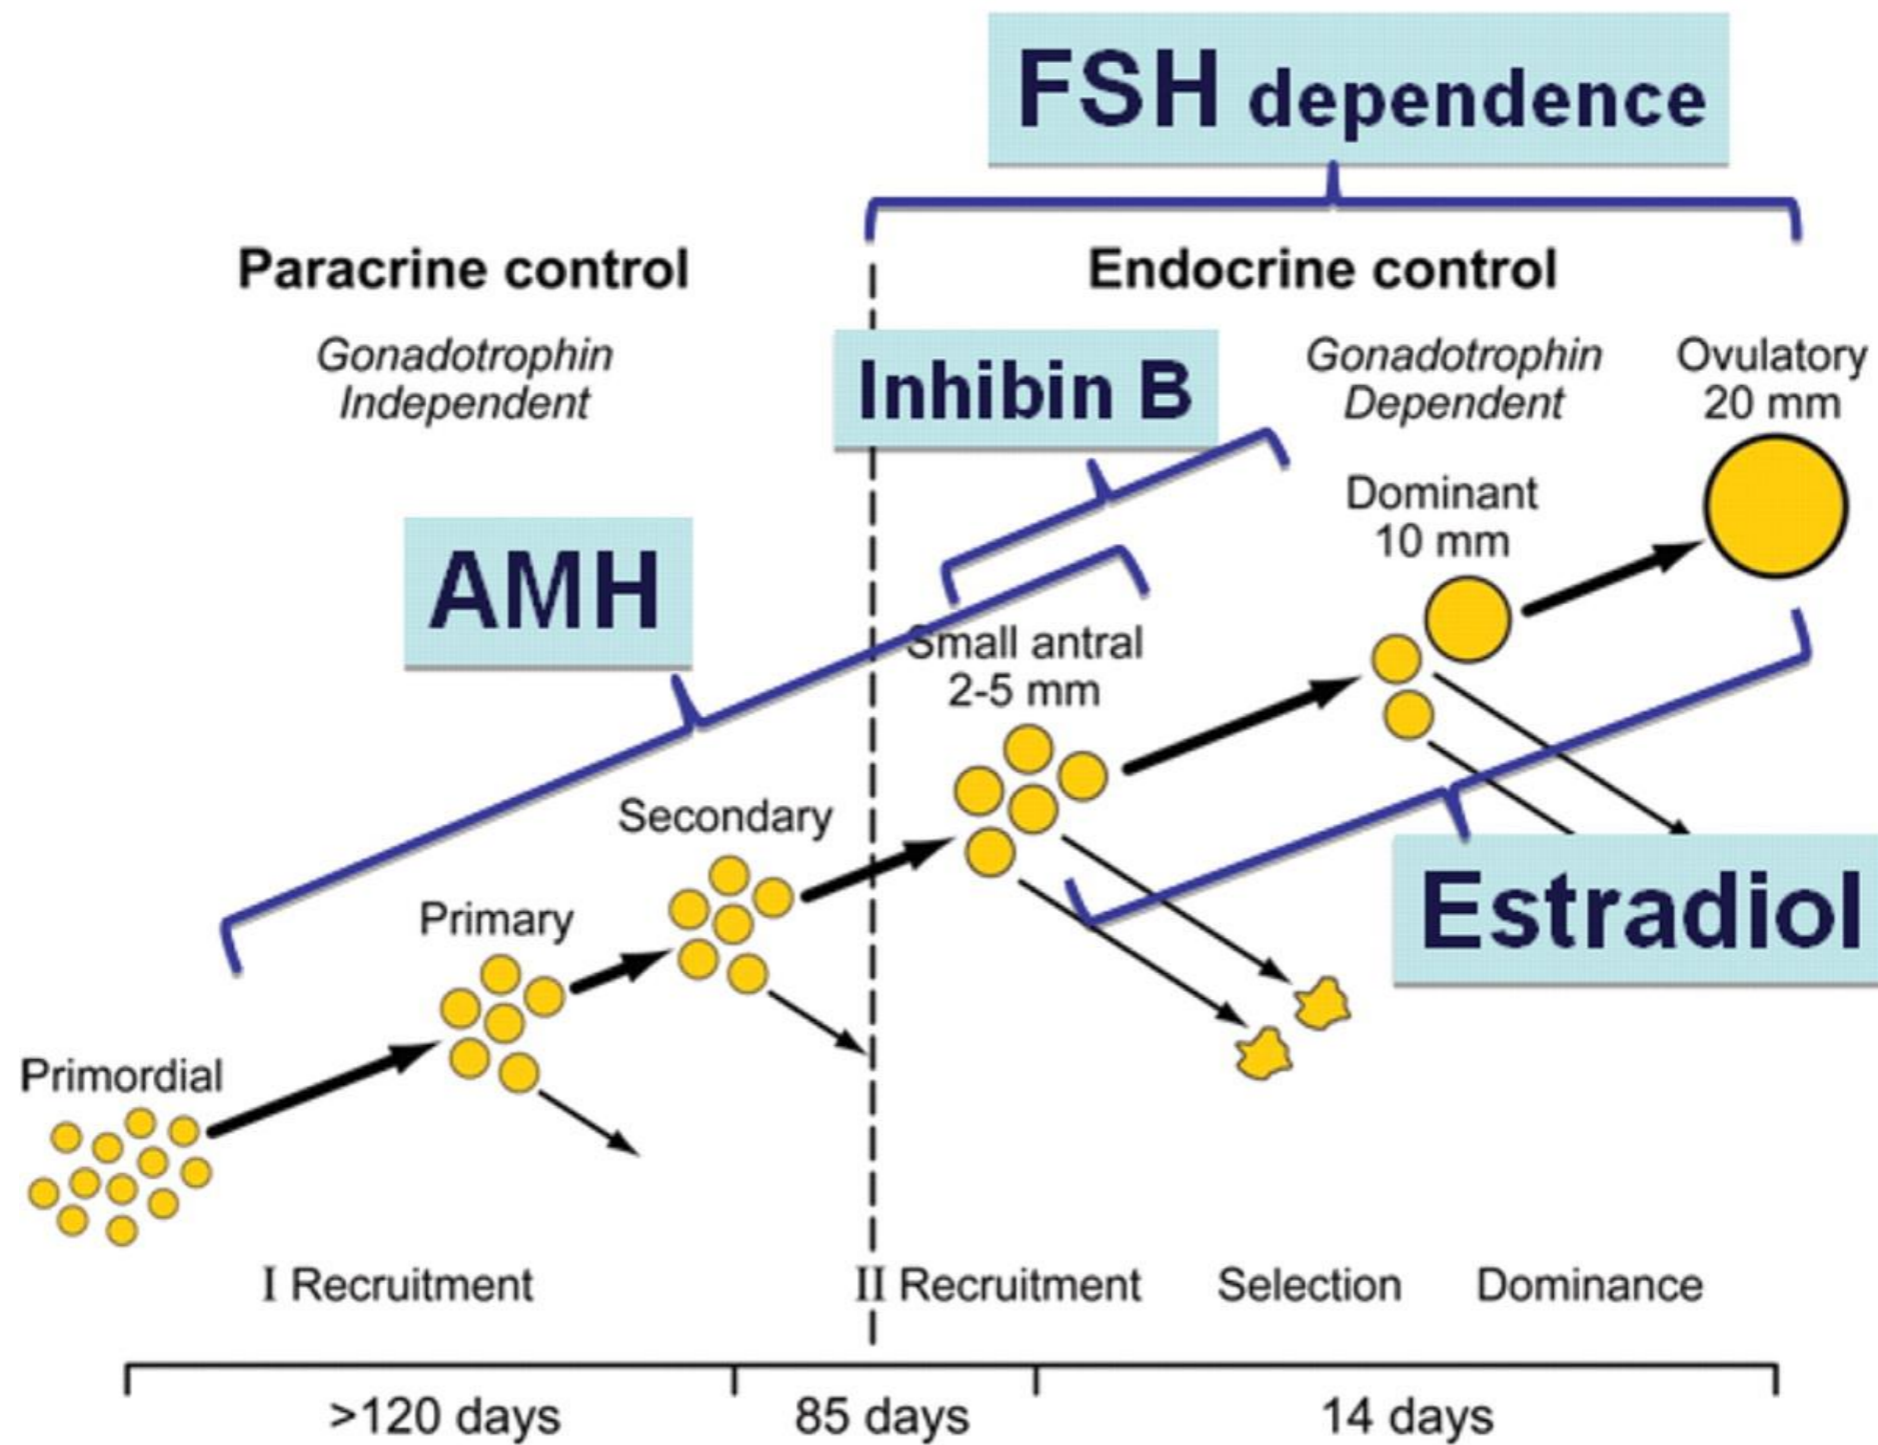 FSH dependence
Paracrine control
Endocrine control
Gonadotrophin
Independent
Inhibin B
Gonadotrophin
Dependent
Ovulatory
20 mm
Dominant
10 mm
AMH
Small antral
2-5 mm
Secondary
Primary
Estradiol
Primordial
I Recruitment
II Recruitment
Selection
Dominance
>120 days
85 days
14 days